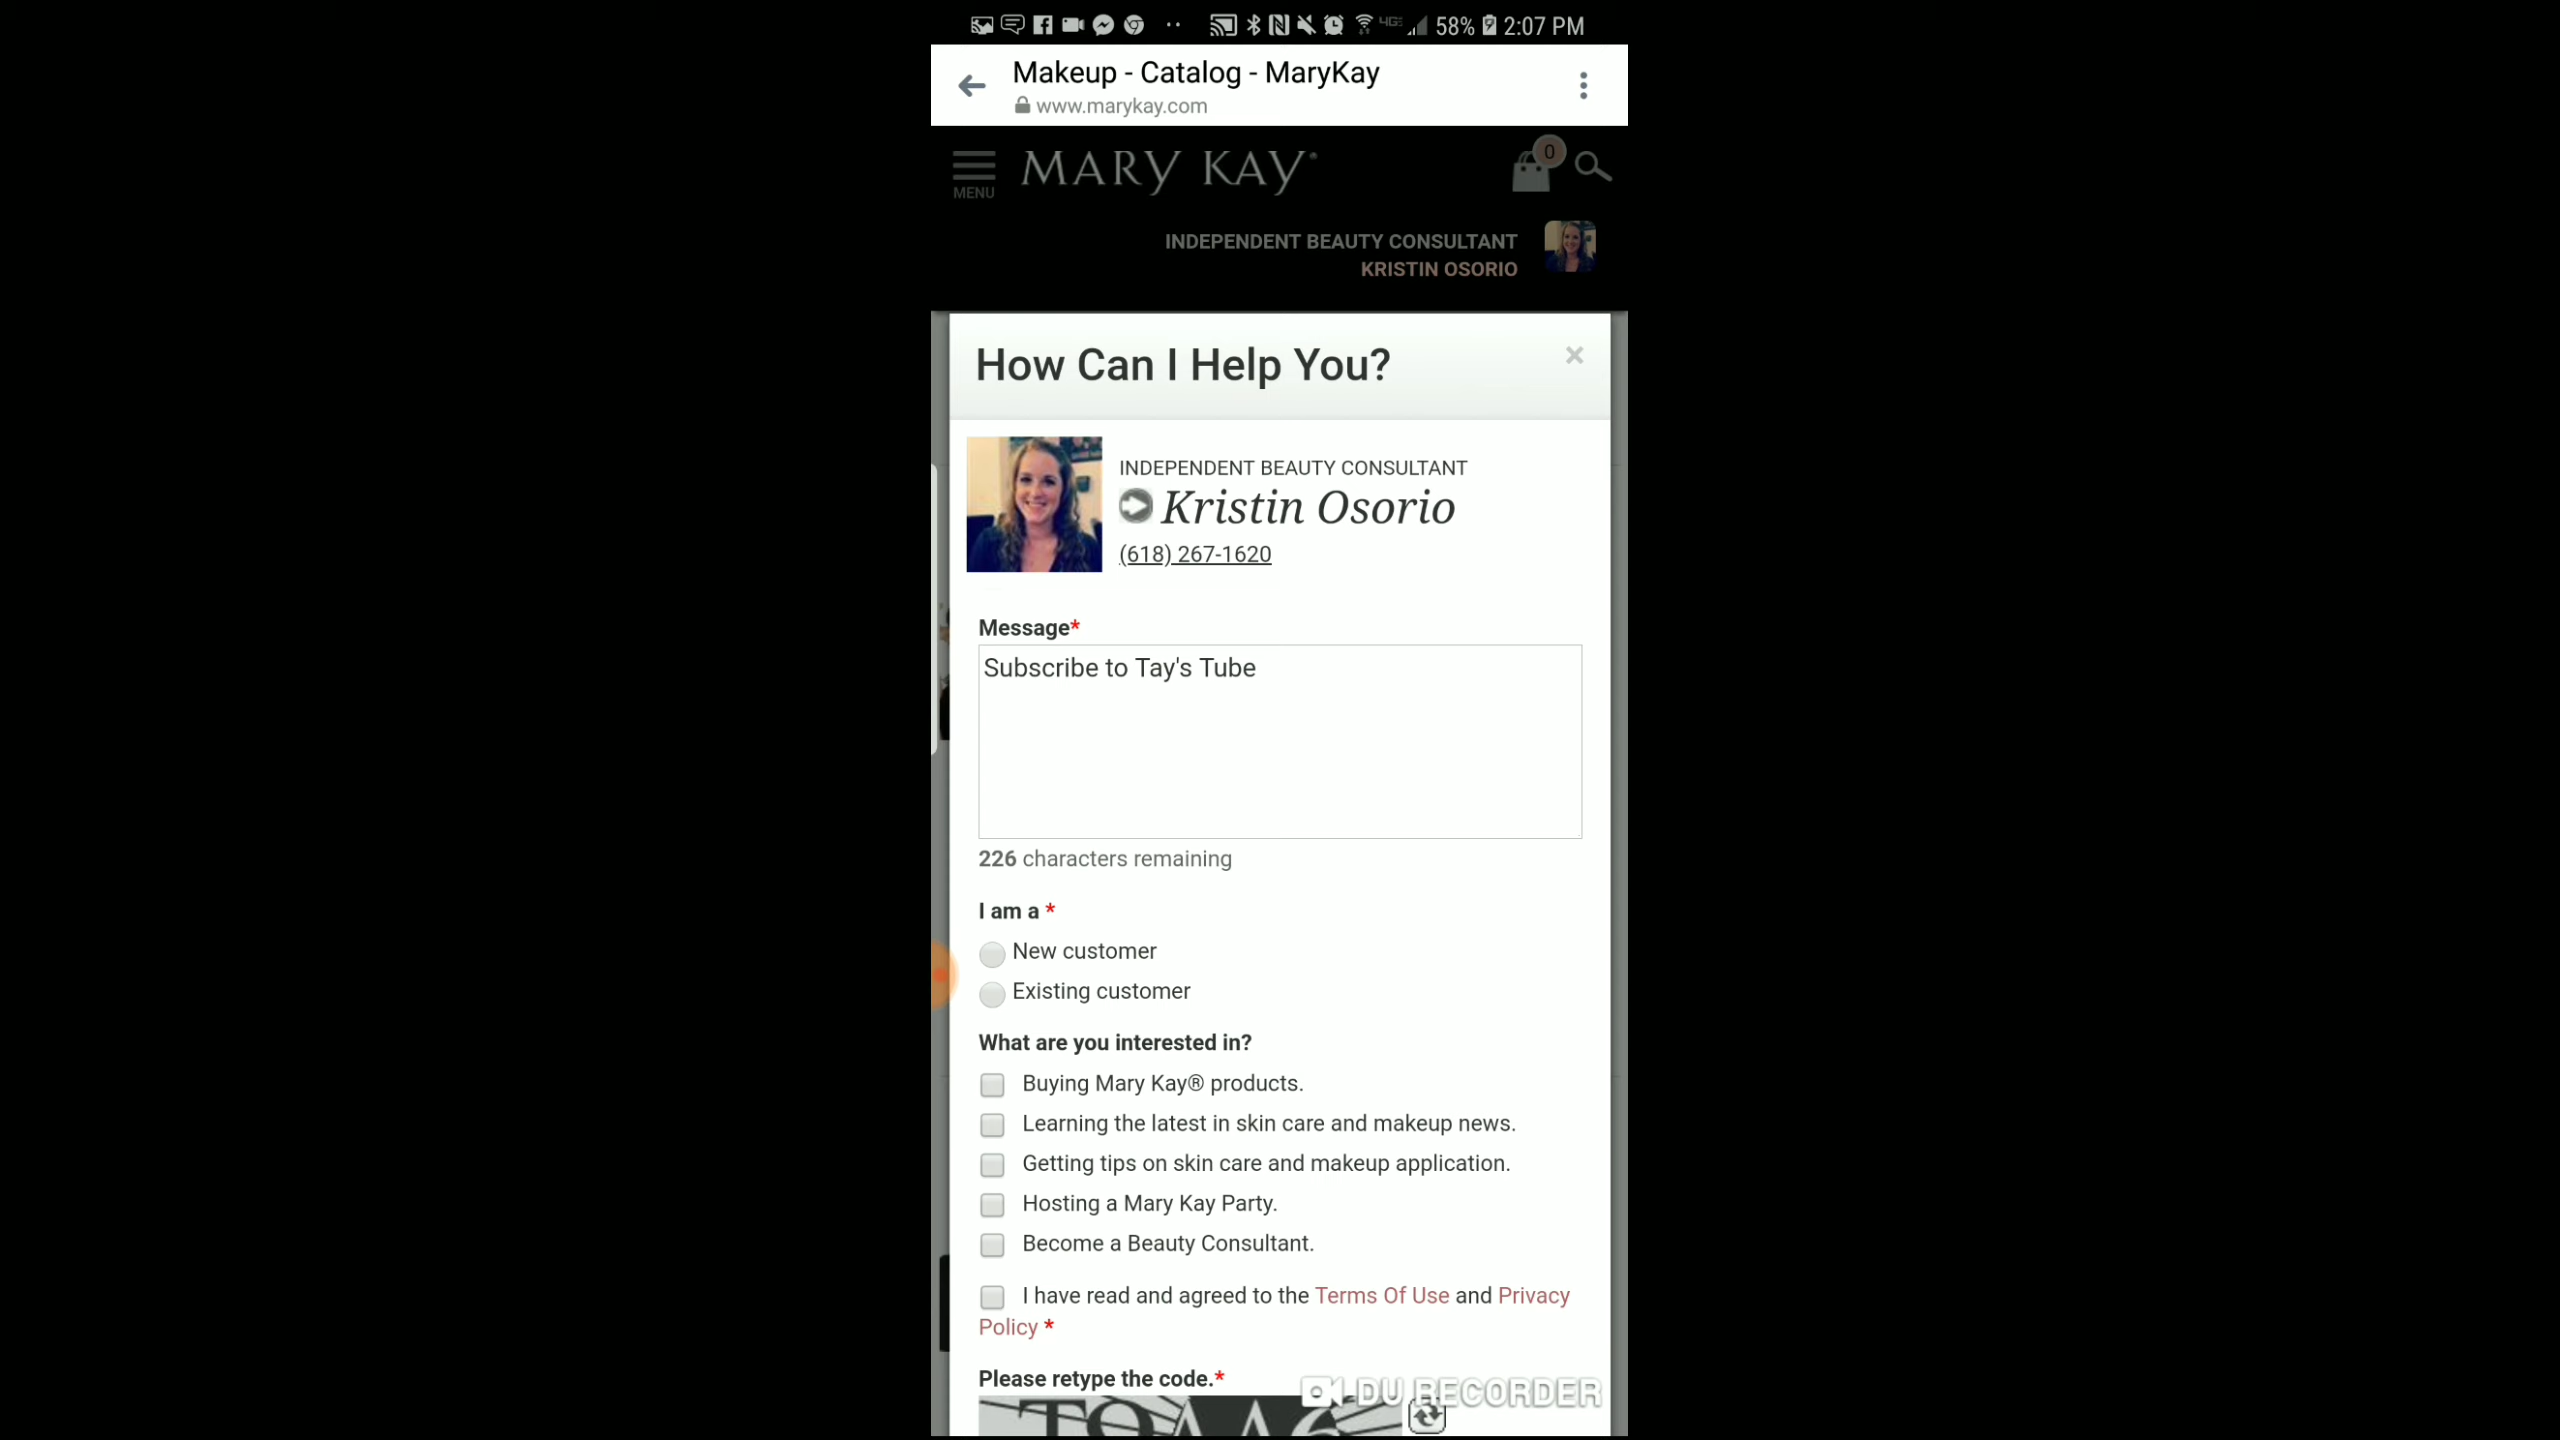 58% 2:07 PM
Makeup - Catalog - MaryKay
www.marykay.com
MENU
MARY KAY
0
INDEPENDENT BEAUTY CONSULTANT
KRISTIN OSORIO
How Can I Help You?
×
INDEPENDENT BEAUTY CONSULTANT
Kristin Osorio
(618) 267-1620
Message*
Subscribe to Tay's Tube
226 characters remaining
I am a *
New customer
Existing customer
What are you interested in?
Buying Mary Kay® products.
Learning the latest in skin care and makeup news.
Getting tips on skin care and makeup application.
Hosting a Mary Kay Party.
Become a Beauty Consultant.
I have read and agreed to the Terms Of Use and Privacy
Policy *
Please retype the code.*
DU RECORDER